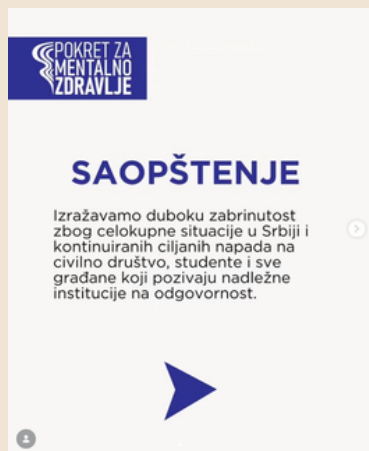 POKRET ZA
MENTALNO
ZDRAVLJE
SAOPŠTENJE
Izražavamo duboku zabrinutost
zbog celokupne situacije u Srbiji i
kontinuiranih ciljanih napada na
civilno društvo, studente i sve
građane koji pozivaju nadležne
institucije na odgovornost.